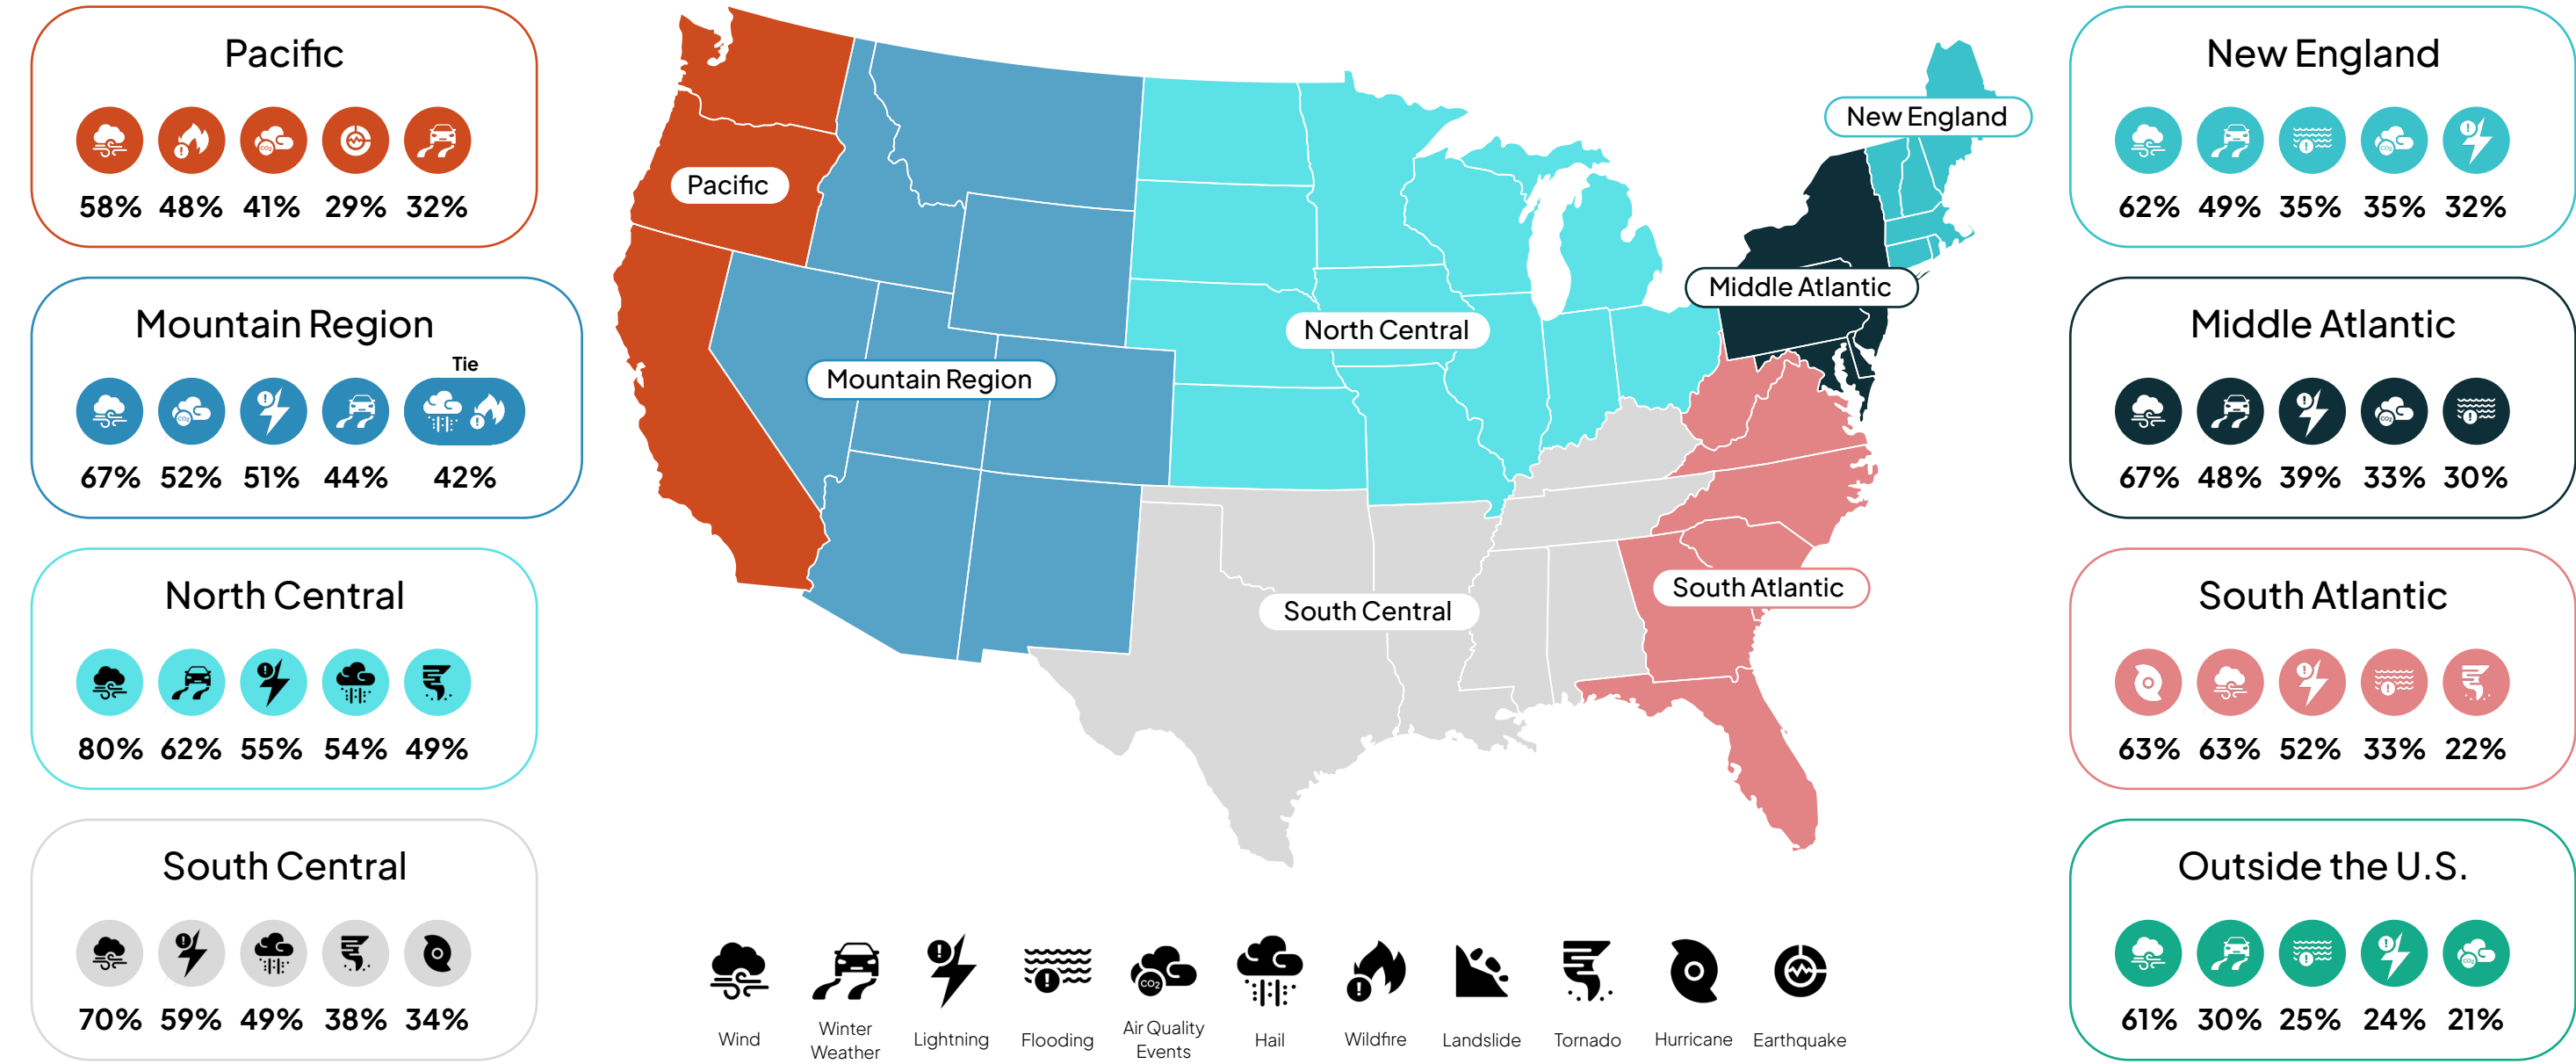 Pacific
58% 48% 41% 29% 32%
Mountain Region
Tie
67% 52% 51% 44% 42%
North Central
80% 62% 55% 54% 49%
South Central
70% 59% 49% 38% 34%
New England
Pacific
Middle Atlantic
North Central
Mountain Region
South Atlantic
South Central
Wind
Winter
Weather
Lightning
Flooding
CO2
Air Quality
Events
Hail
Wildfire
Landslide
Tornado
Hurricane
Earthquake
New England
62% 49% 35% 35% 32%
Middle Atlantic
67% 48% 39% 33% 30%
South Atlantic
63% 63% 52% 33% 22%
Outside the U.S.
61% 30% 25% 24% 21%